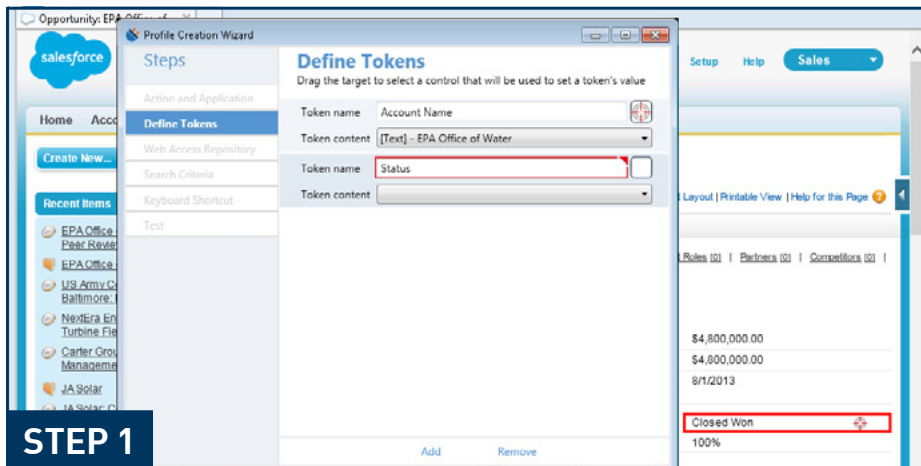 Opportunity: EPA Office of
Profile Creation Wizard
salesforce
Setup Help Sales
Home
Create New...
Recent Items
EPA Office
Peer Revie
EPA Office
US Army C
Baltimore:
NextEra En
Turbine Fie
Carter Grou
Manageme
JA Solar
JA Solar: C
Steps
Action and Application
Define Tokens
Web Access Repository
Search Criteria
Keyboard Shortcut
Test
Define Tokens
Drag the target to select a control that will be used to set a token's value
Token name Account Name
Token content [Text] - EPA Office of Water
Token name Status
Token content
Add Remove
Layout | Printable View | Help for this Page
Roles [0] | Partners [0] | Competitors [0] |
$4,800,000.00
$4,800,000.00
8/1/2013
Closed Won
100%
STEP 1